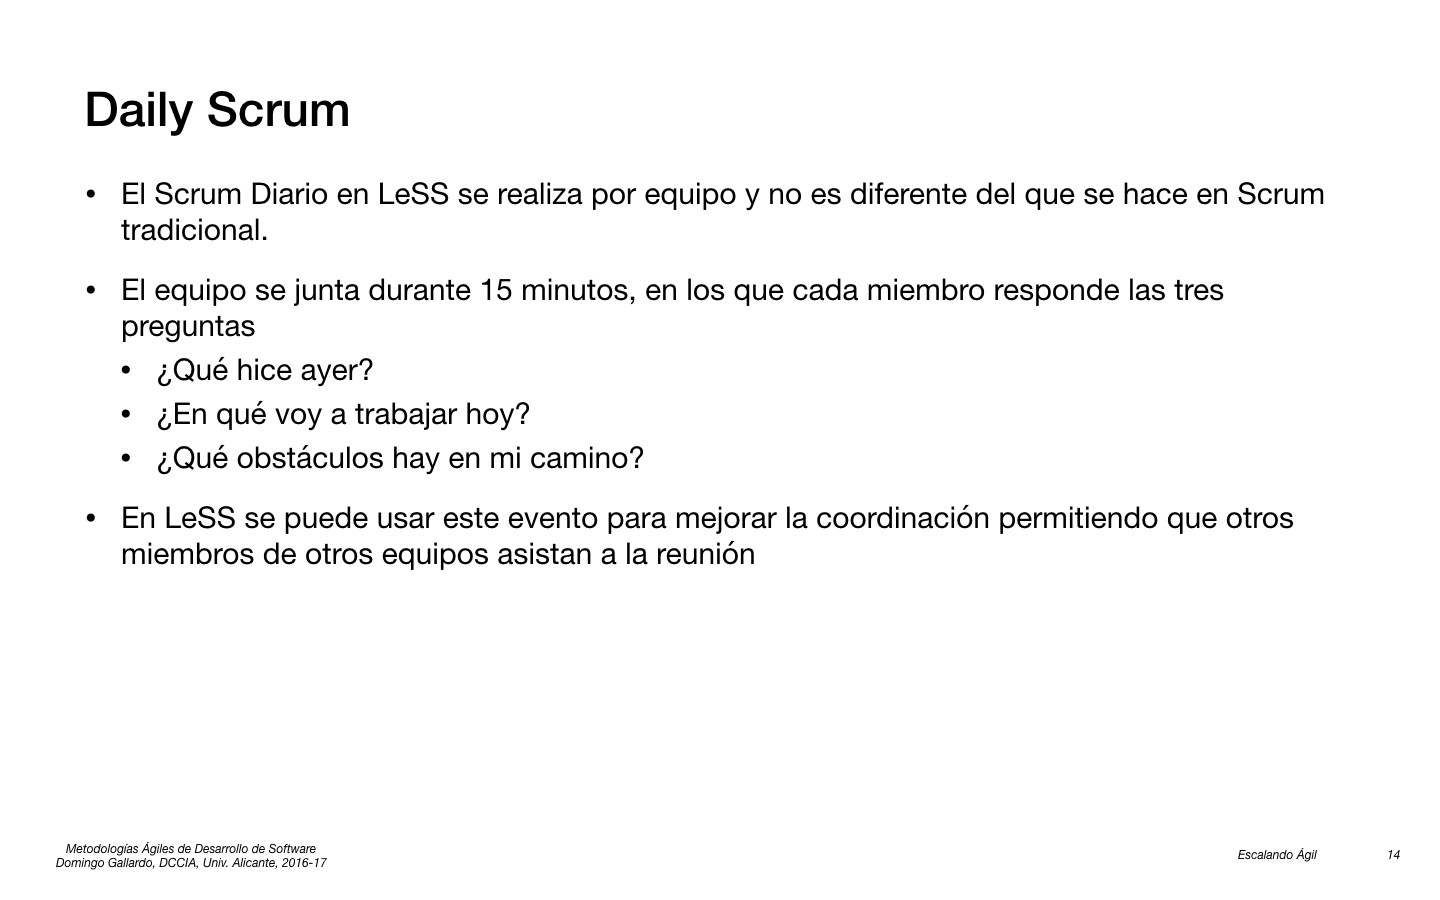 Daily Scrum
• El Scrum Diario en LeSS se realiza por equipo y no es diferente del que se hace en Scrum
tradicional.
• El equipo se junta durante 15 minutos, en los que cada miembro responde las tres
preguntas
• ¿Qué hice ayer?
• ¿En qué voy a trabajar hoy?
• ¿Qué obstáculos hay en mi camino?
• En LeSS se puede usar este evento para mejorar la coordinación permitiendo que otros
miembros de otros equipos asistan a la reunión
Metodologías Ágiles de Desarrollo de Software
Domingo Gallardo, DCCIA, Univ. Alicante, 2016-17
Escalando Ágil 14